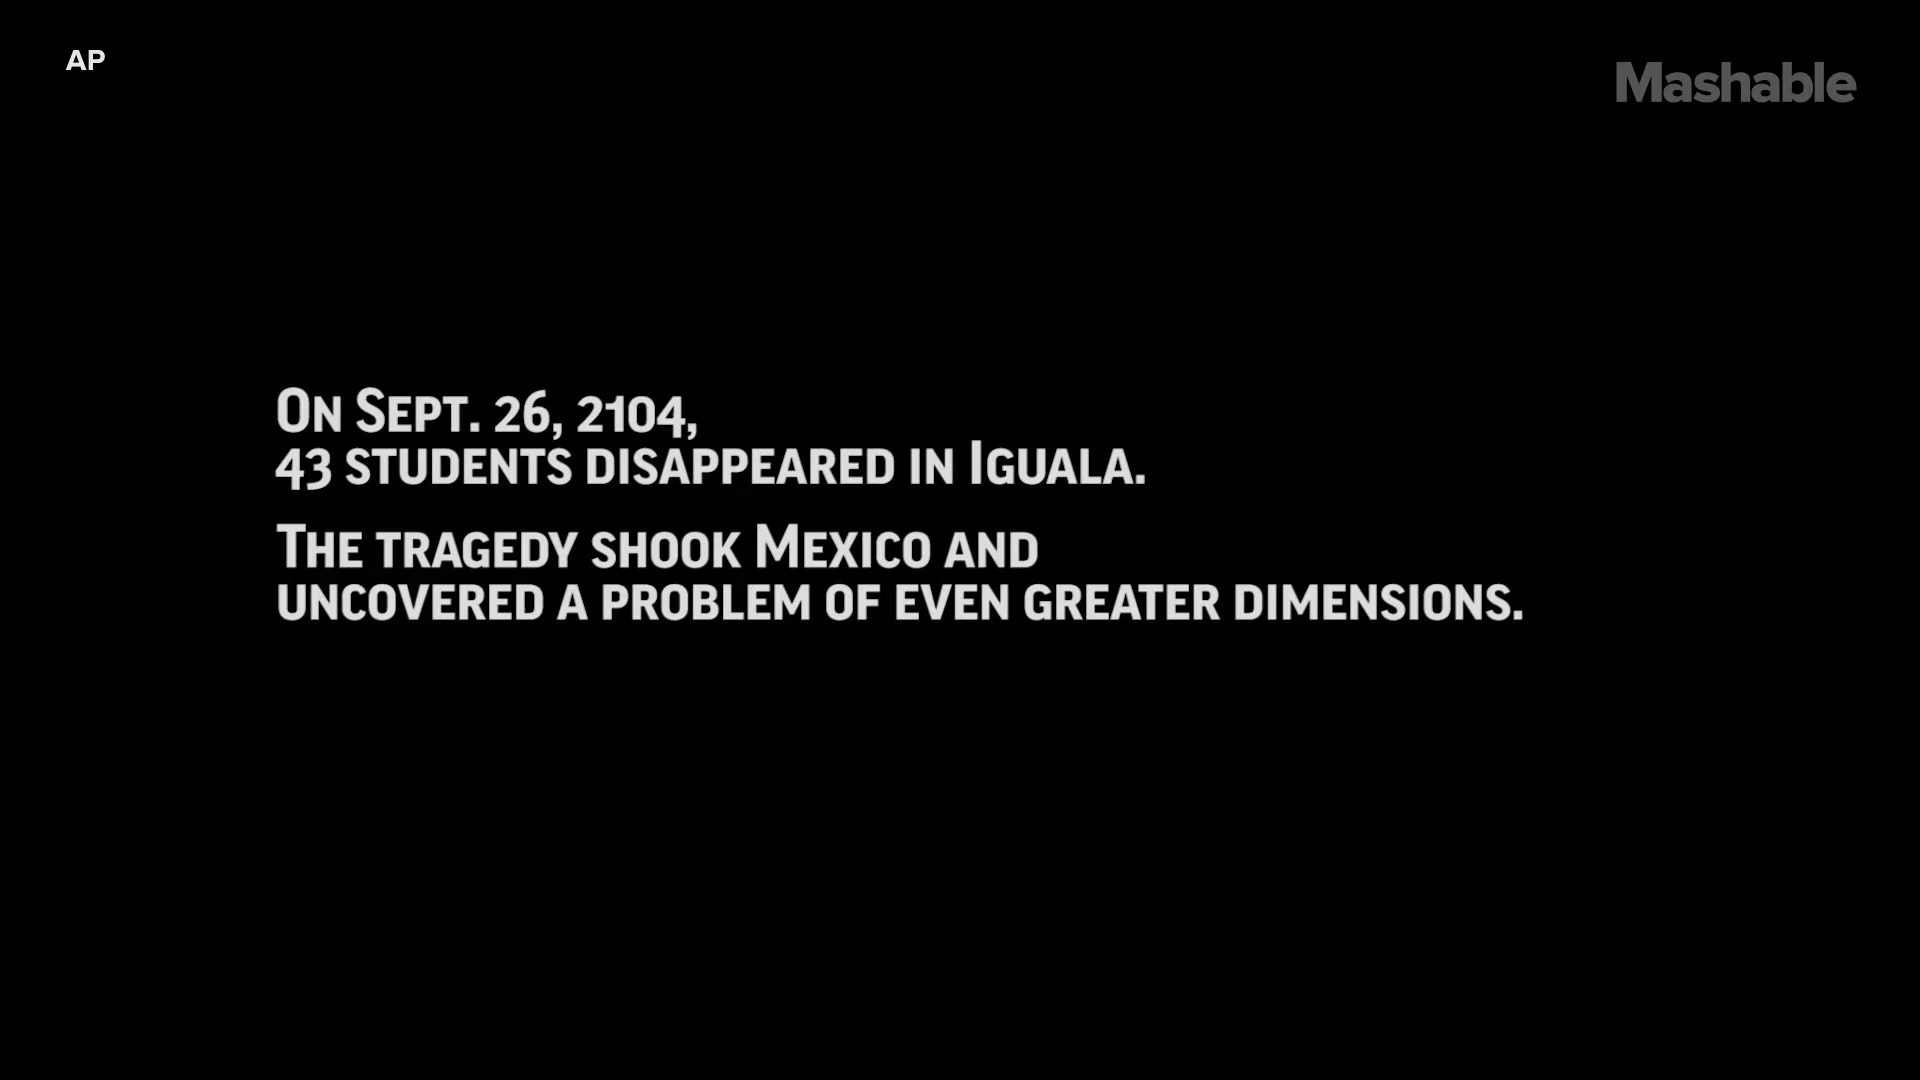 AP
Mashable
On Sept. 26, 2104,
43 students disappeared in Iguala.
The tragedy shook Mexico and
uncovered a problem of even greater dimensions.